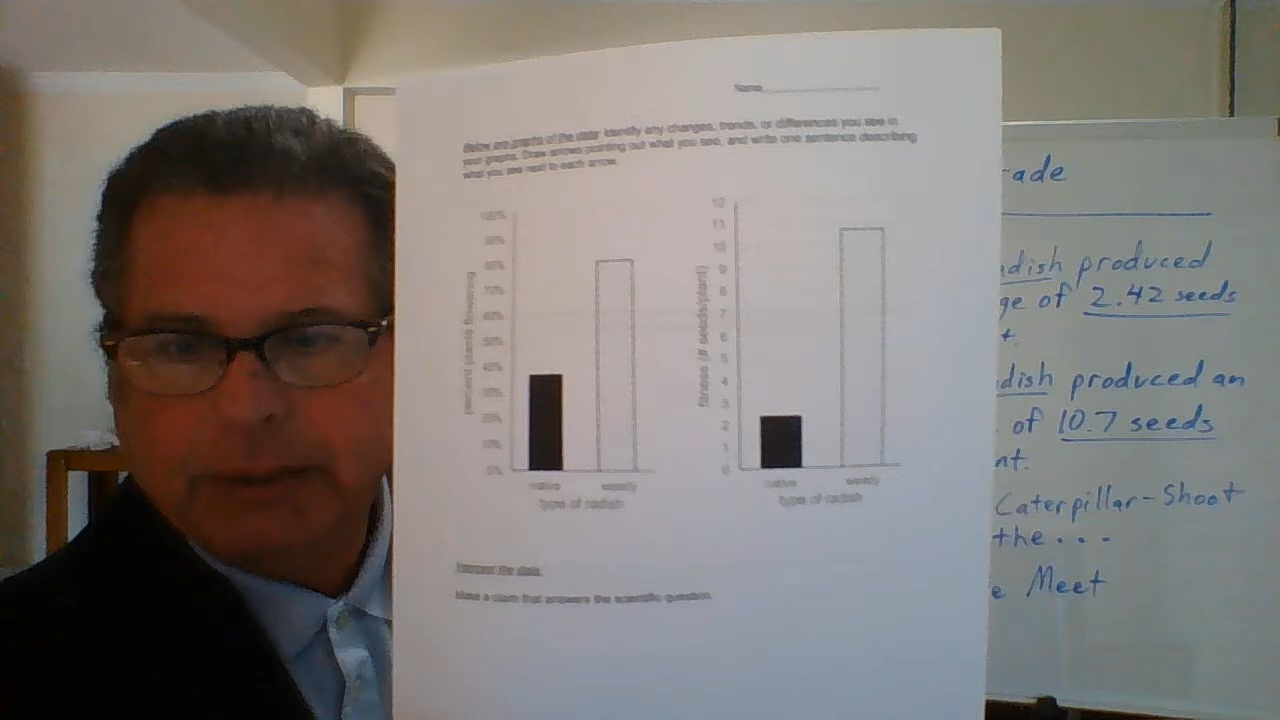 Name
Below are graphs of the data. Identify any changes, trends, or differences you see in
your graphs. Draw arrows pointing out what you see, and write one sentence describing
what you see next to each arrow.
100%
90%
80%
70%
60%
50%
40%
30%
20%
10%
0%
percent plants flowering
native weedy
type of radish
12
11
10
9
8
7
6
5
4
3
2
1
0
fitness (# seeds/plant)
native weedy
type of radish
Interpret the data.
Make a claim that answers the scientific question.
ade
dish produced
ge of 2.42 seeds
t.
dish produced an
of 10.7 seeds
nt.
Caterpillar-Shoot
the...
e Meet